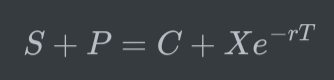 S + P = C + Xe^{-rT}